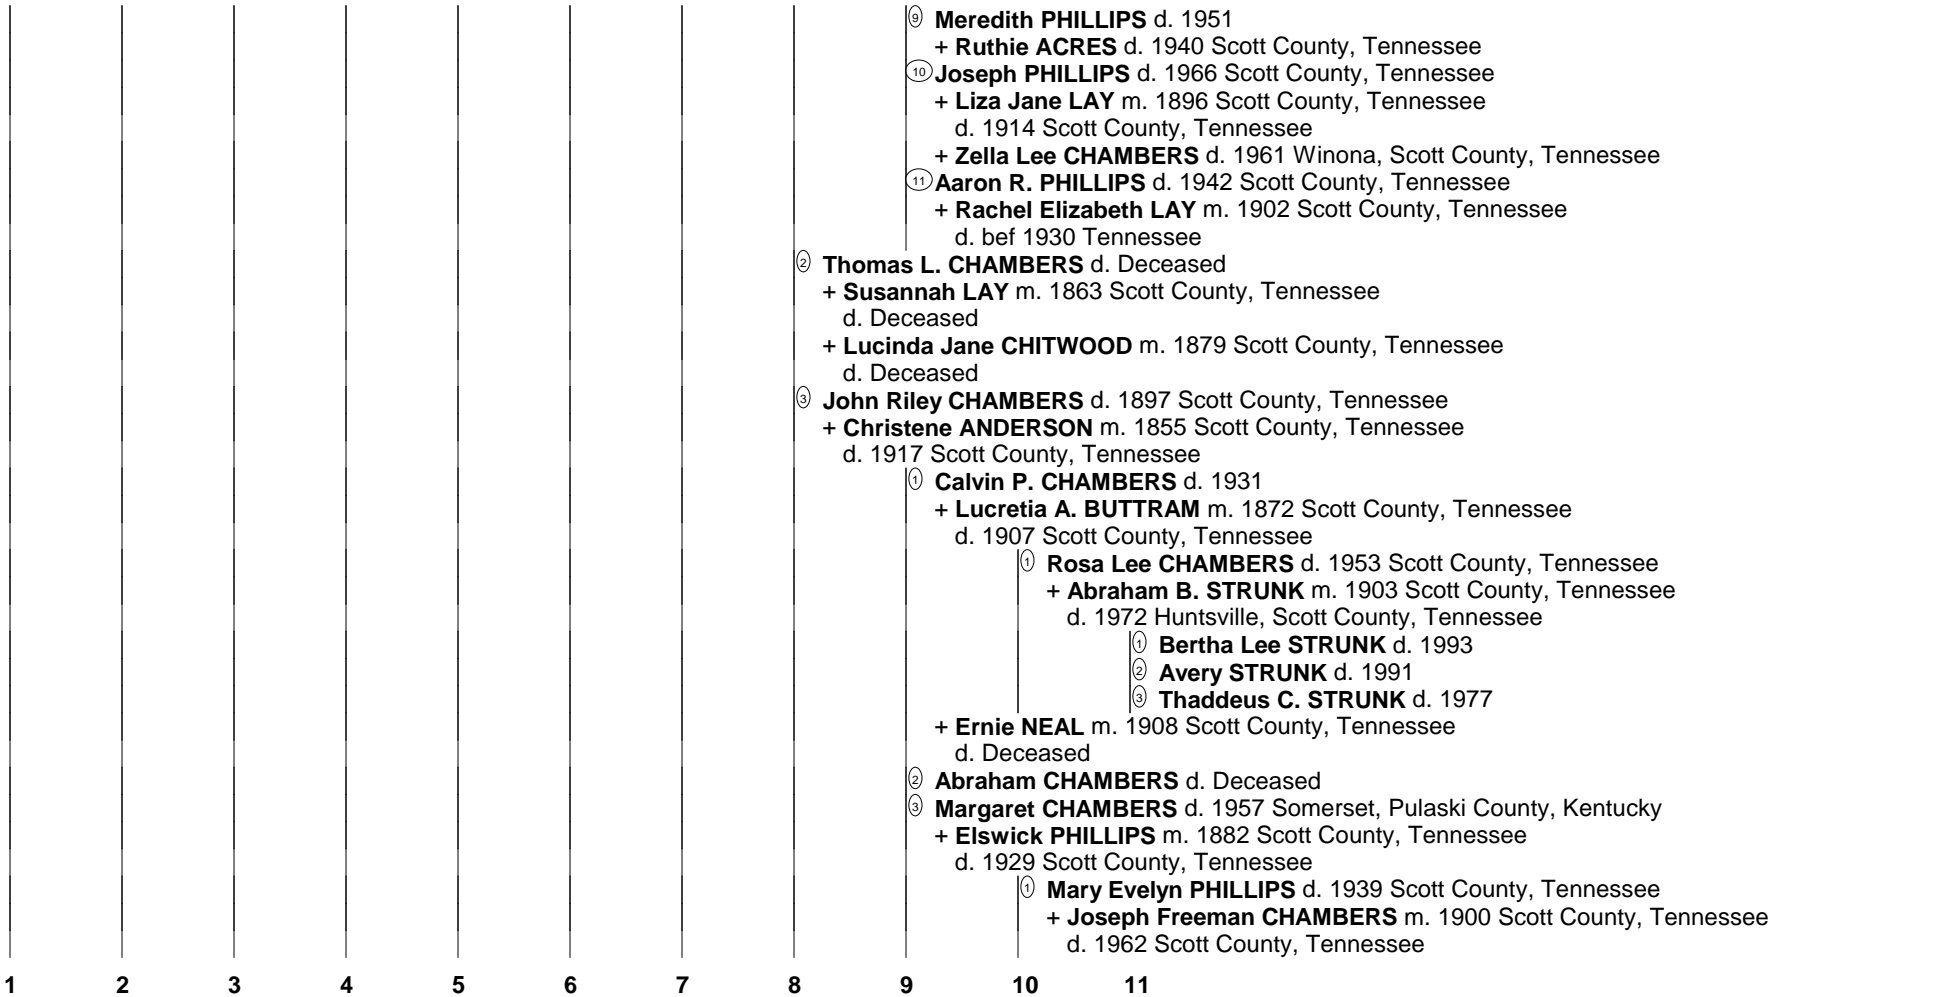 9 Meredith PHILLIPS d. 1951
+ Ruthie ACRES d. 1940 Scott County, Tennessee
10 Joseph PHILLIPS d. 1966 Scott County, Tennessee
+ Liza Jane LAY m. 1896 Scott County, Tennessee
d. 1914 Scott County, Tennessee
+ Zella Lee CHAMBERS d. 1961 Winona, Scott County, Tennessee
11 Aaron R. PHILLIPS d. 1942 Scott County, Tennessee
+ Rachel Elizabeth LAY m. 1902 Scott County, Tennessee
d. bef 1930 Tennessee
2 Thomas L. CHAMBERS d. Deceased
+ Susannah LAY m. 1863 Scott County, Tennessee
d. Deceased
+ Lucinda Jane CHITWOOD m. 1879 Scott County, Tennessee
d. Deceased
3 John Riley CHAMBERS d. 1897 Scott County, Tennessee
+ Christene ANDERSON m. 1855 Scott County, Tennessee
d. 1917 Scott County, Tennessee
1 Calvin P. CHAMBERS d. 1931
+ Lucretia A. BUTTRAM m. 1872 Scott County, Tennessee
d. 1907 Scott County, Tennessee
1 Rosa Lee CHAMBERS d. 1953 Scott County, Tennessee
+ Abraham B. STRUNK m. 1903 Scott County, Tennessee
d. 1972 Huntsville, Scott County, Tennessee
1 Bertha Lee STRUNK d. 1993
2 Avery STRUNK d. 1991
3 Thaddeus C. STRUNK d. 1977
+ Ernie NEAL m. 1908 Scott County, Tennessee
d. Deceased
2 Abraham CHAMBERS d. Deceased
3 Margaret CHAMBERS d. 1957 Somerset, Pulaski County, Kentucky
+ Elswick PHILLIPS m. 1882 Scott County, Tennessee
d. 1929 Scott County, Tennessee
1 Mary Evelyn PHILLIPS d. 1939 Scott County, Tennessee
+ Joseph Freeman CHAMBERS m. 1900 Scott County, Tennessee
d. 1962 Scott County, Tennessee
1 2 3 4 5 6 7 8 9 10 11